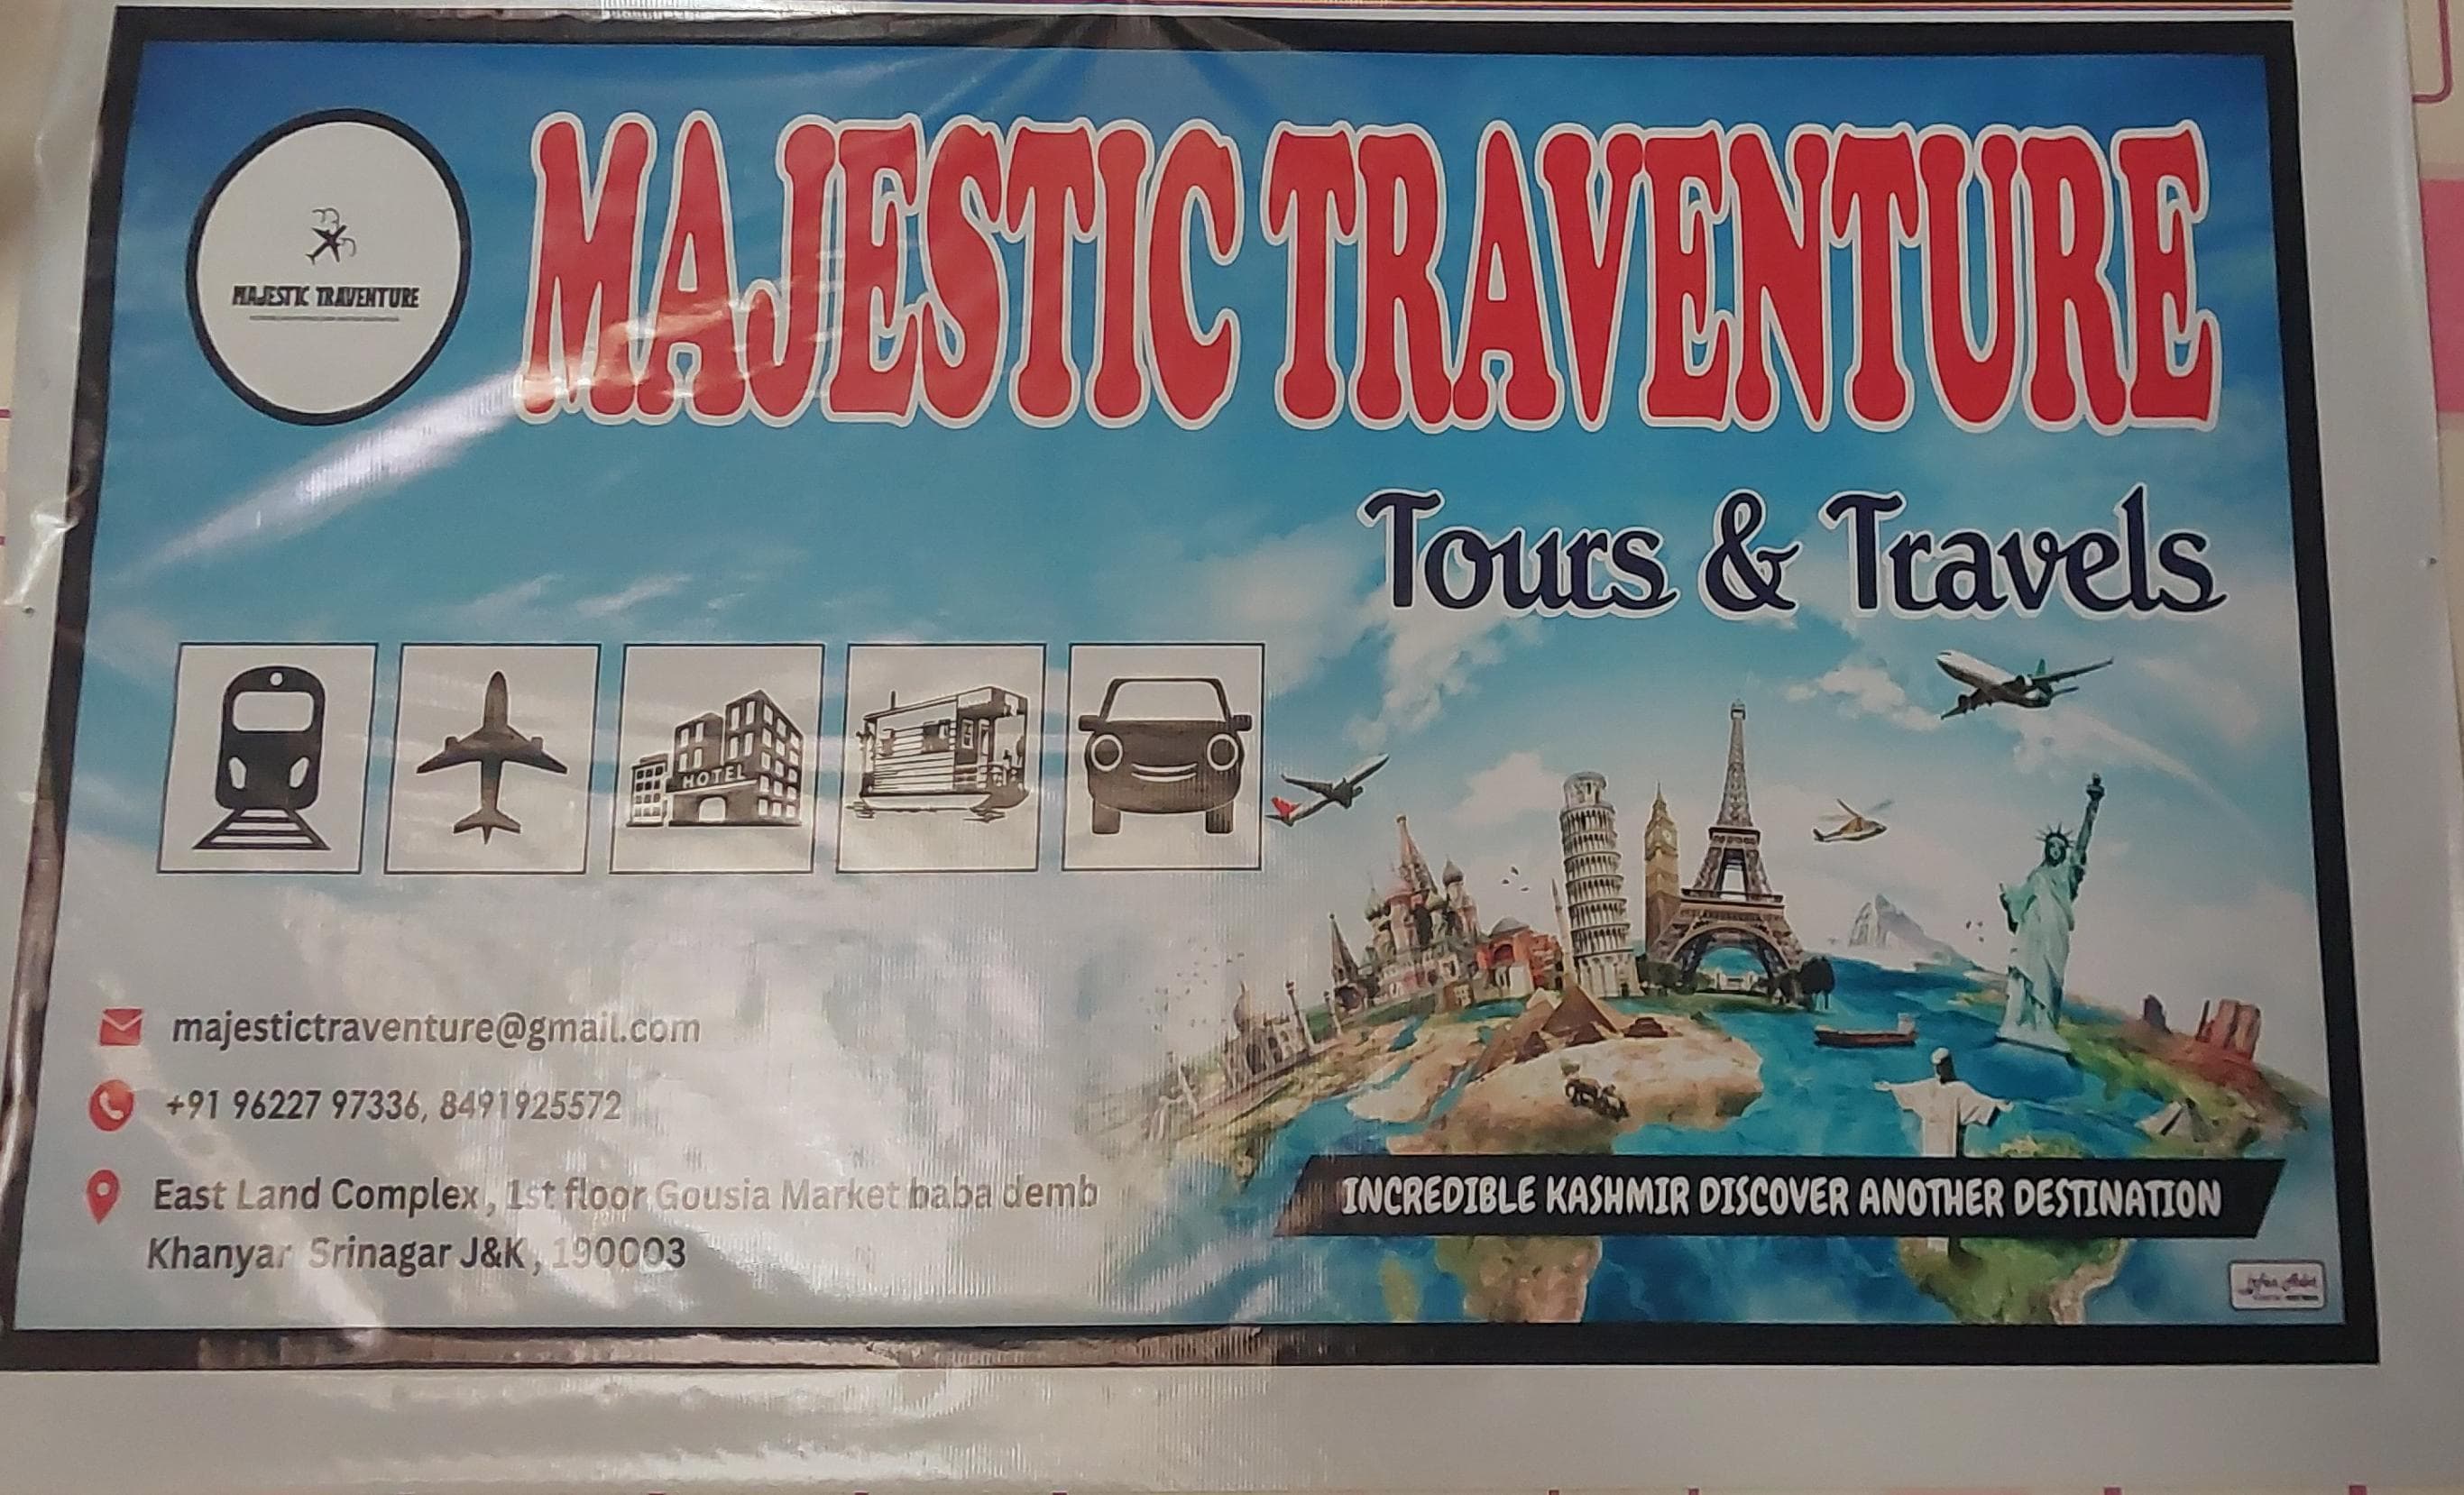 MAJESTIC TRAVENTURE
MAJESTIC TRAVENTURE
Tours & Travels
HOTEL
majestictraventure@gmail.com
+91 96227 97336, 8491925572
East Land Complex, 1st floor Gousia Market baba demb
Khanyar Srinagar J&K, 190003
INCREDIBLE KASHMIR DISCOVER ANOTHER DESTINATION